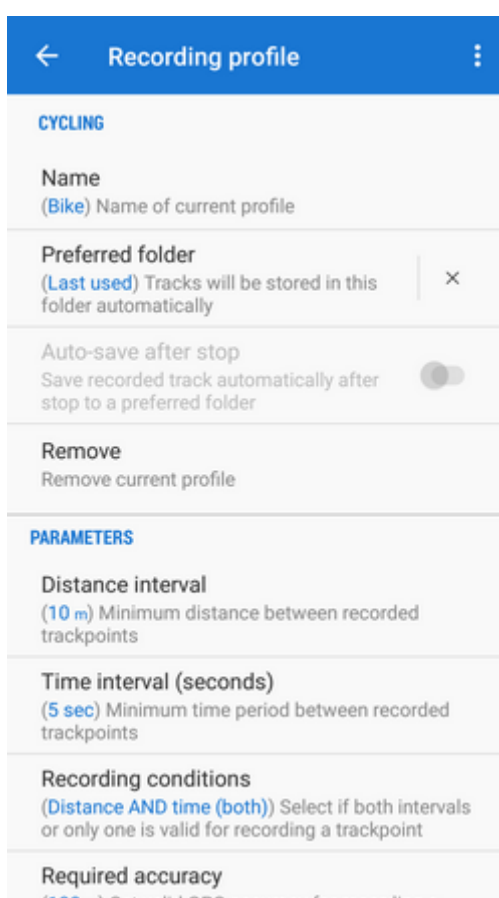 Recording profile
CYCLING
Name
(Bike) Name of current profile
Preferred folder
(Last used) Tracks will be stored in this
folder automatically
Auto-save after stop
Save recorded track automatically after
stop to a preferred folder
Remove
Remove current profile
PARAMETERS
Distance interval
(10 m) Minimum distance between recorded
trackpoints
Time interval (seconds)
(5 sec) Minimum time period between recorded
trackpoints
Recording conditions
(Distance AND time (both)) Select if both intervals
or only one is valid for recording a trackpoint
Required accuracy